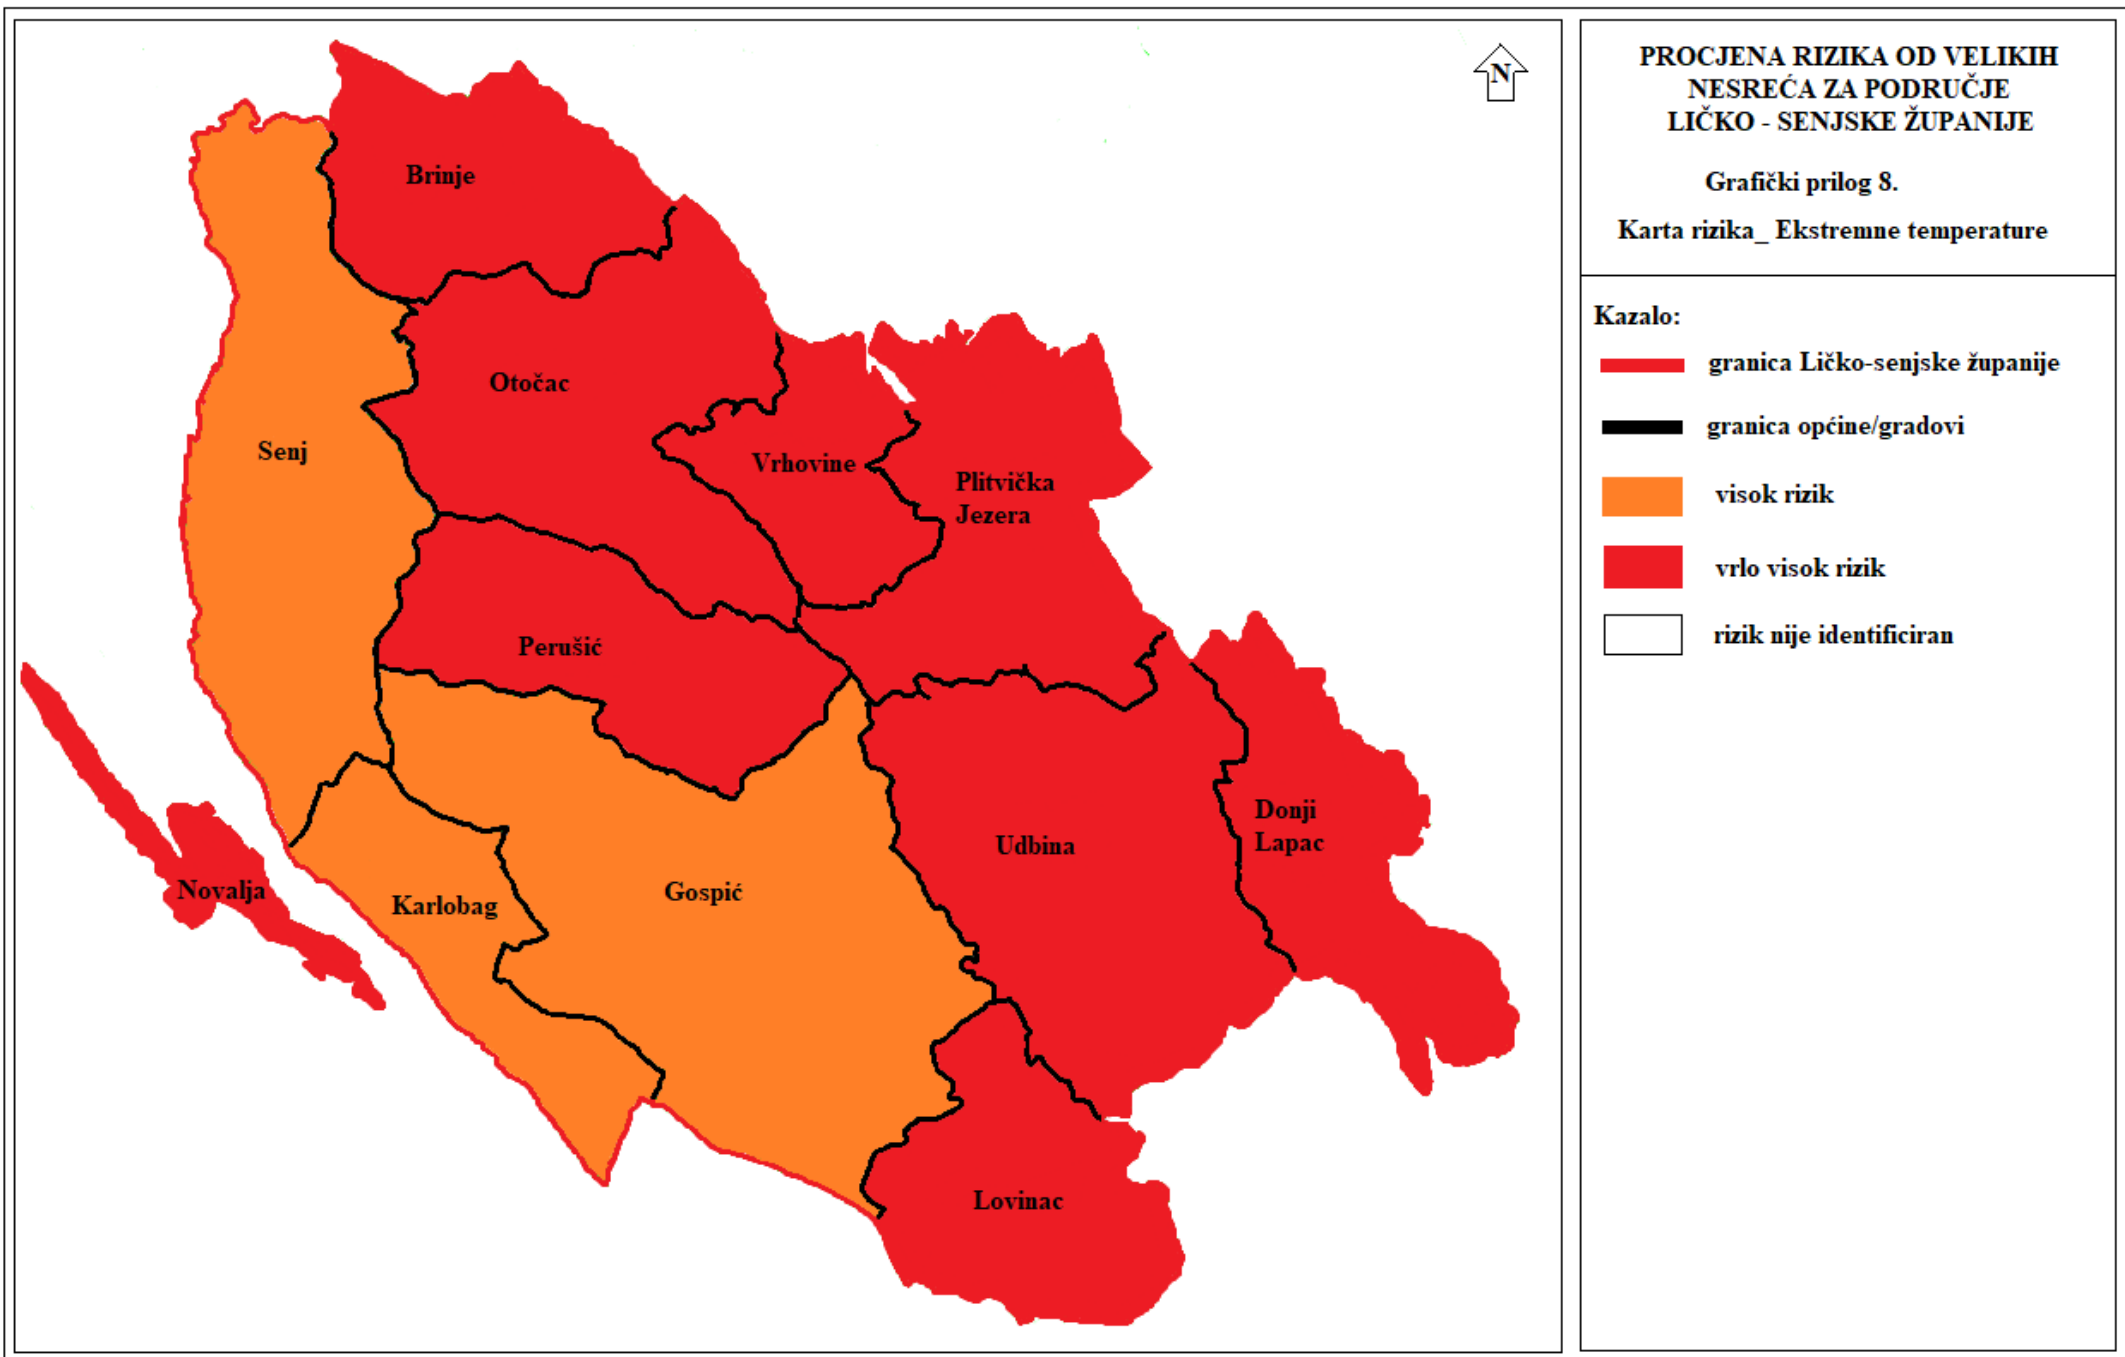 N
Brinje
Otočac
Senj
Vrhovine
Plitvička
Jezera
Perušić
Donji
Lapac
Udbina
Novalja
Karlobag
Gospić
Lovinac
PROCJENA RIZIKA OD VELIKIH
NESREĆA ZA PODRUČJE
LIČKO - SENJSKE ŽUPANIJE
Grafički prilog 8.
Karta rizika_ Ekstremne temperature
Kazalo:
granica Ličko-senjske županije
granica općine/gradovi
visok rizik
vrlo visok rizik
rizik nije identificiran